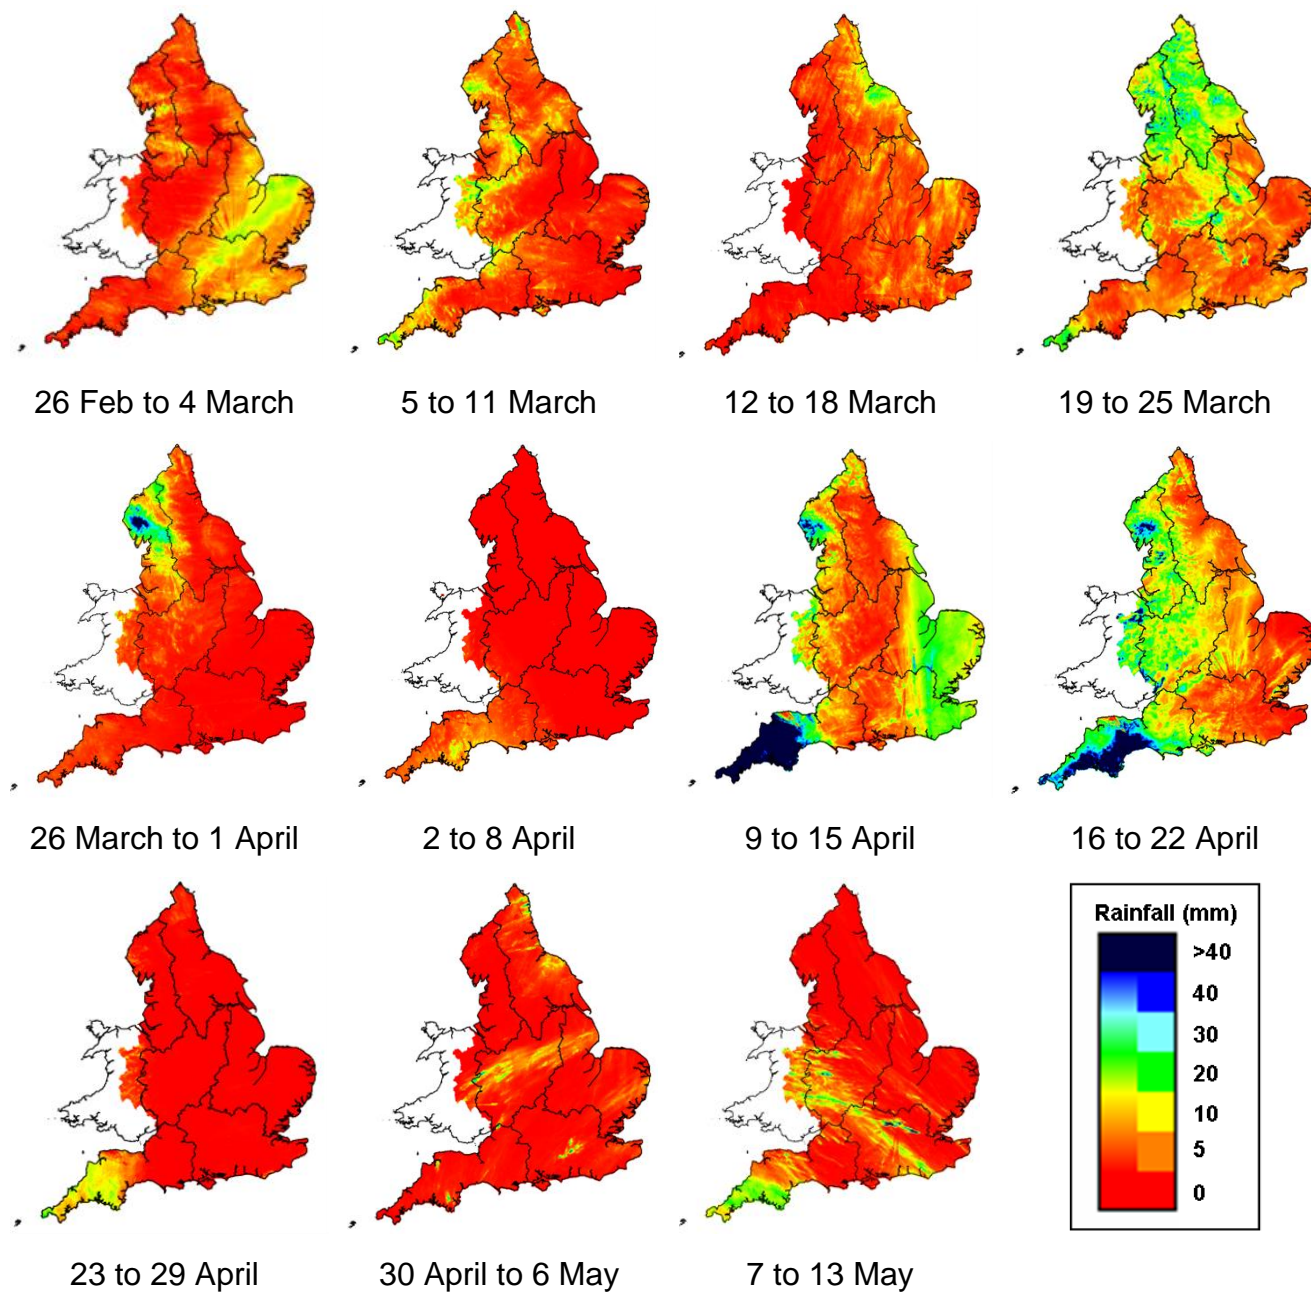 26 Feb to 4 March
5 to 11 March
12 to 18 March
19 to 25 March
26 March to 1 April
2 to 8 April
9 to 15 April
16 to 22 April
Rainfall (mm)
>40
40
30
20
10
5
0
23 to 29 April
30 April to 6 May
7 to 13 May